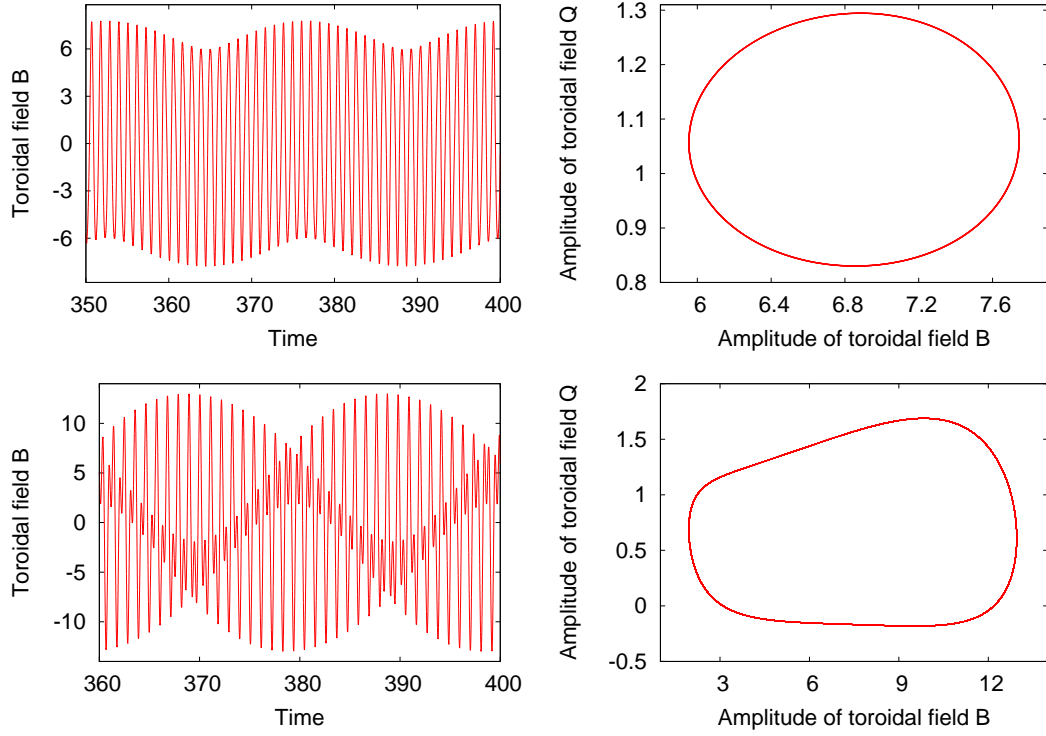 6
3
0
-3
-6
350 360 370 380 390 400
Toroidal field B
Time
1.3
1.2
1.1
1
0.9
0.8
6 6.4 6.8 7.2 7.6
Amplitude of toroidal field Q
Amplitude of toroidal field B
10
5
0
-5
-10
360 370 380 390 400
Toroidal field B
Time
2
1.5
1
0.5
0
-0.5
3 6 9 12
Amplitude of toroidal field Q
Amplitude of toroidal field B